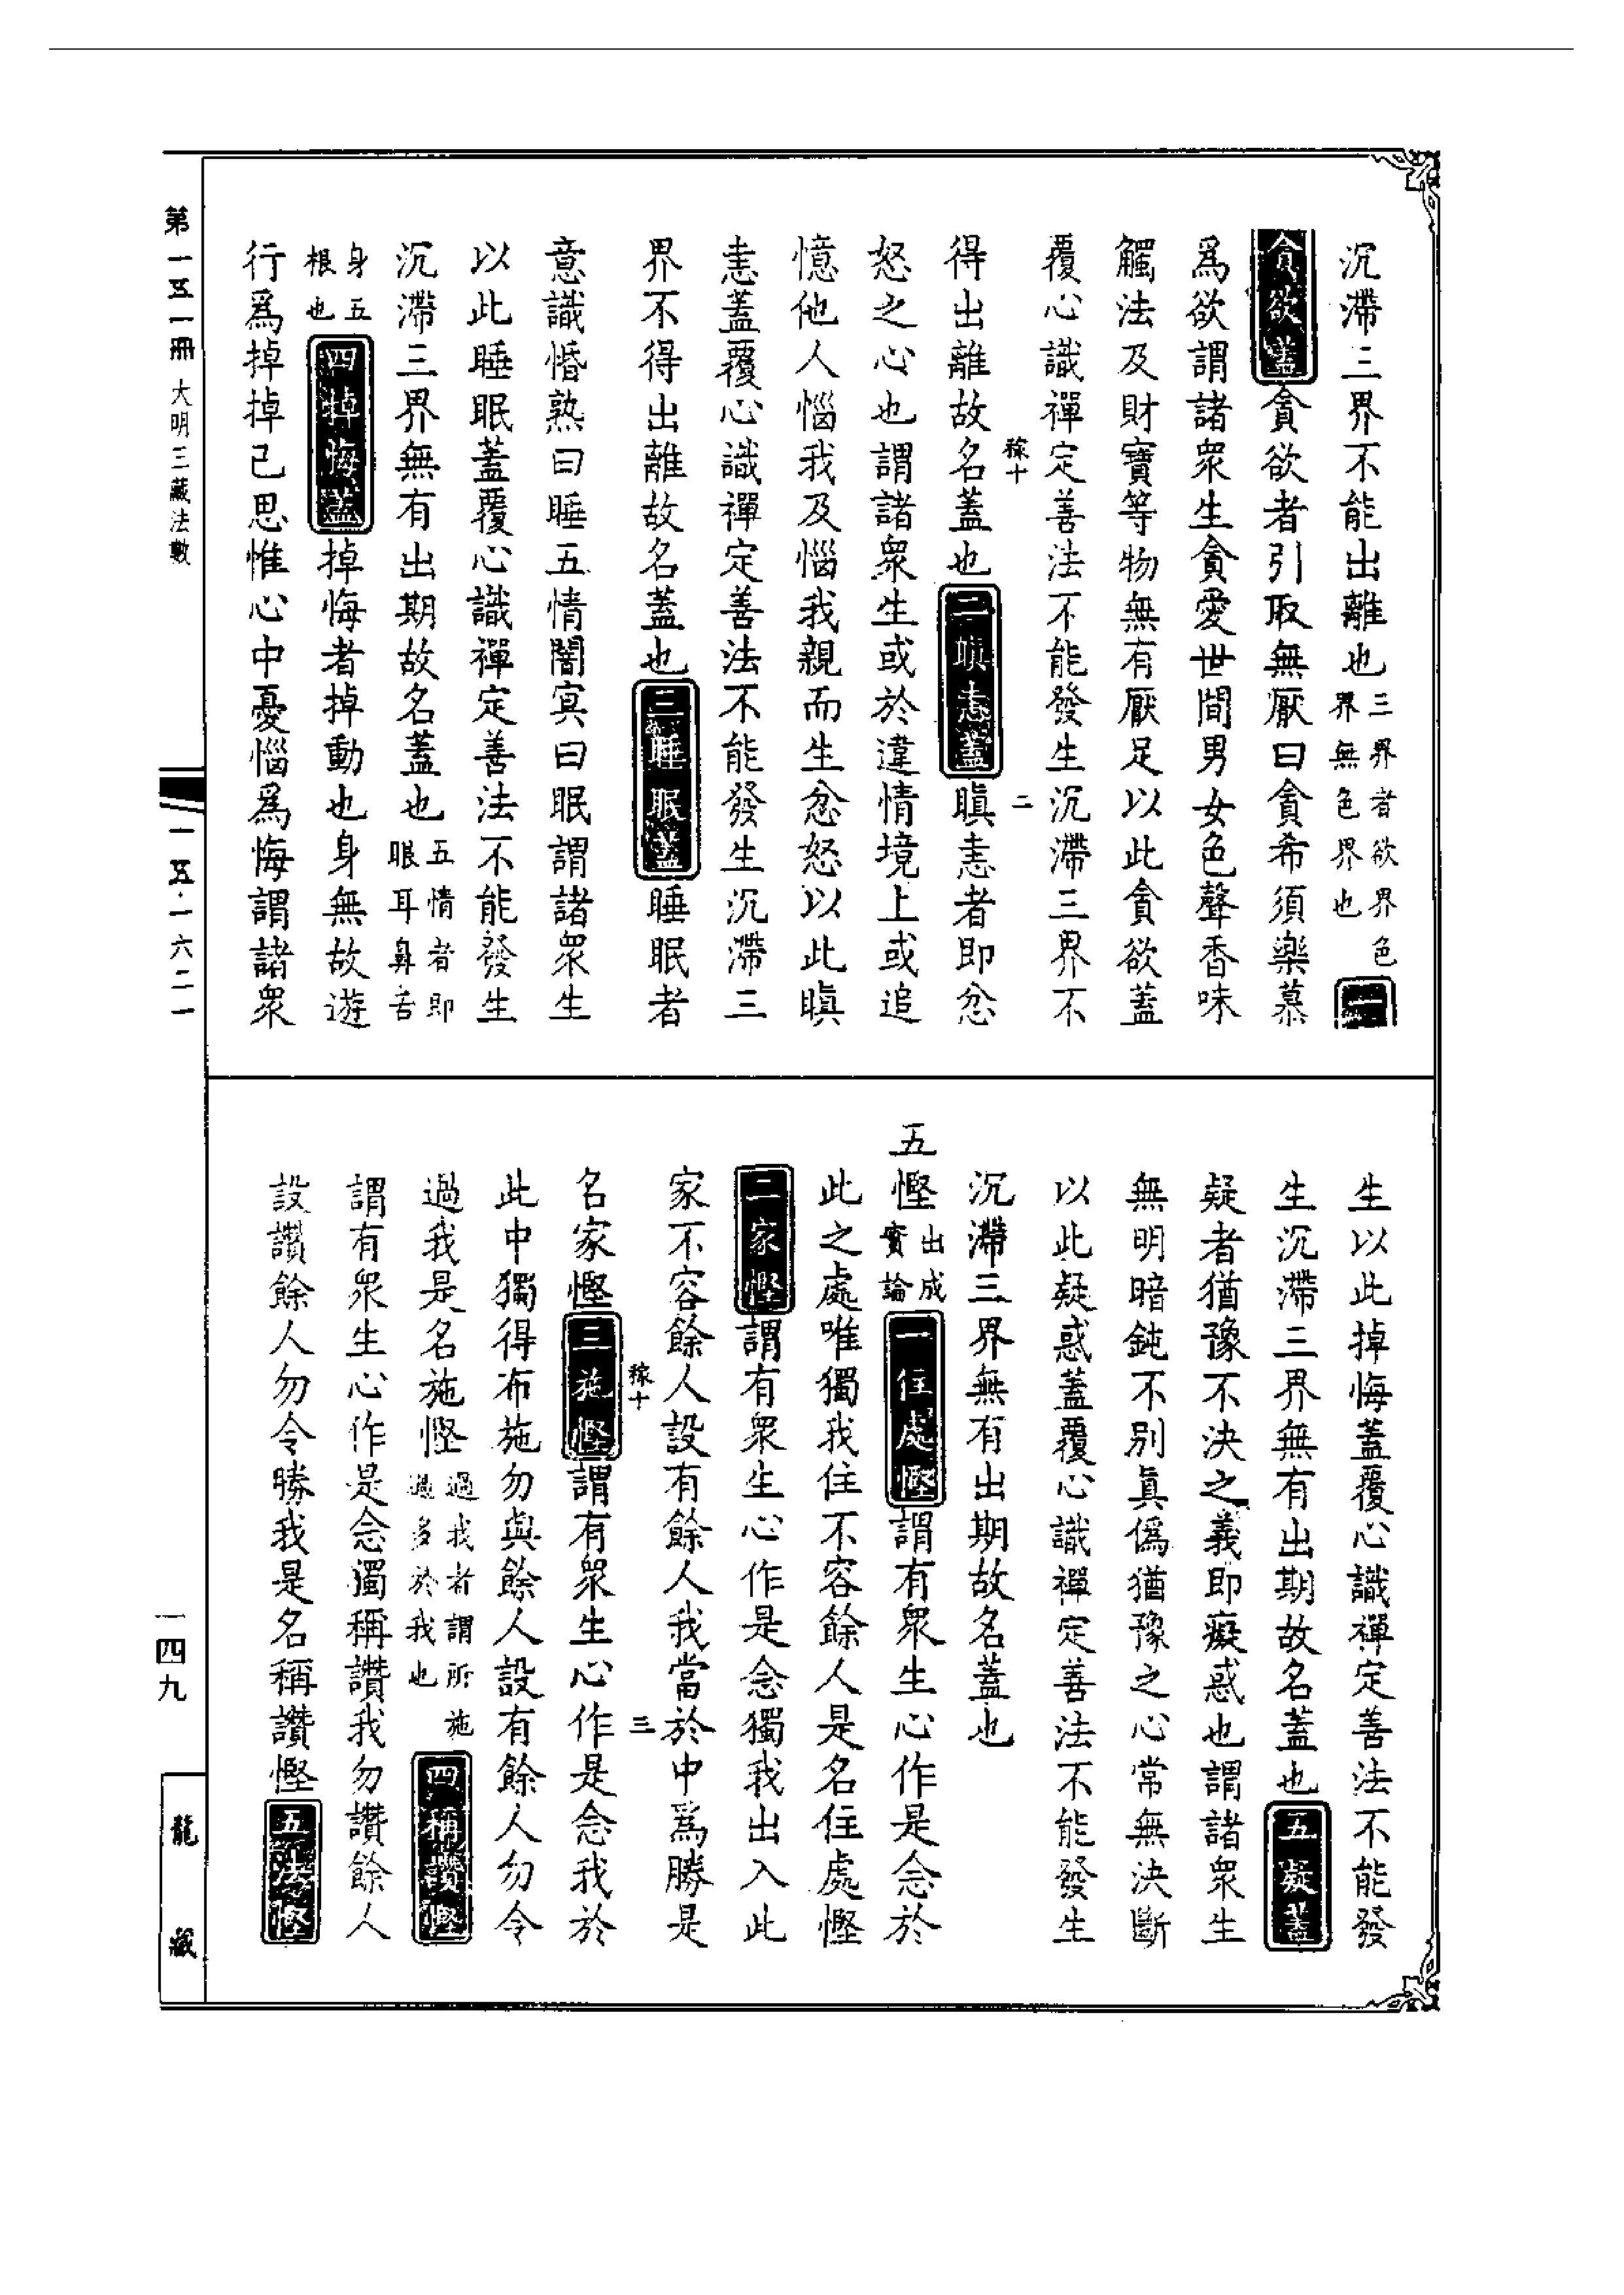 沉滯三界不能出離也三界者欲界色界無色界也一
貪欲蓋貪欲者引取無厭曰貪希須樂慕
爲欲謂諸衆生貪愛世間男女色聲香味
觸法及財寶等物無有厭足以此貪欲蓋
覆心識禪定善法不能發生沉滯三界不
稼十 二
得出離故名蓋也二瞋恚蓋瞋恚者即忿
怒之心也謂諸衆生或於違情境上或追
憶他人惱我及惱我親而生忿怒以此瞋
恚蓋覆心識禪定善法不能發生沉滯三
界不得出離故名蓋也三睡眠蓋睡眠者
意識惛熟曰睡五情闇冥曰眠謂諸衆生
以此睡眠蓋覆心識禪定善法不能發生
沉滯三界無有出期故名蓋也五情者即眼耳鼻舌
身五根也四掉悔蓋掉悔者掉動也身無故遊
行爲掉掉已思惟心中憂惱爲悔謂諸衆
生以此掉悔蓋覆心識禪定善法不能發
生沉滯三界無有出期故名蓋也五疑蓋
疑者猶豫不決之義即癡惑也謂諸衆生
無明暗鈍不別眞僞猶豫之心常無決斷
以此疑惑蓋覆心識禪定善法不能發生
沉滯三界無有出期故名蓋也
五慳出成實論一住處慳謂有衆生心作是念於
此之處唯獨我住不容餘人是名住處慳
二家慳謂有衆生心作是念獨我出入此
家不容餘人設有餘人我當於中爲勝是
稼十 三
名家慳三施慳謂有衆生心作是念我於
此中獨得布施勿與餘人設有餘人勿令
過我是名施慳過我者謂所施過多於我也四稱讚慳
謂有衆生心作是念獨稱讚我勿讚餘人
設讚餘人勿令勝我是名稱讚慳五法慳
第一五一冊 大明三藏法數
一五·一六二一
一四九
龍藏